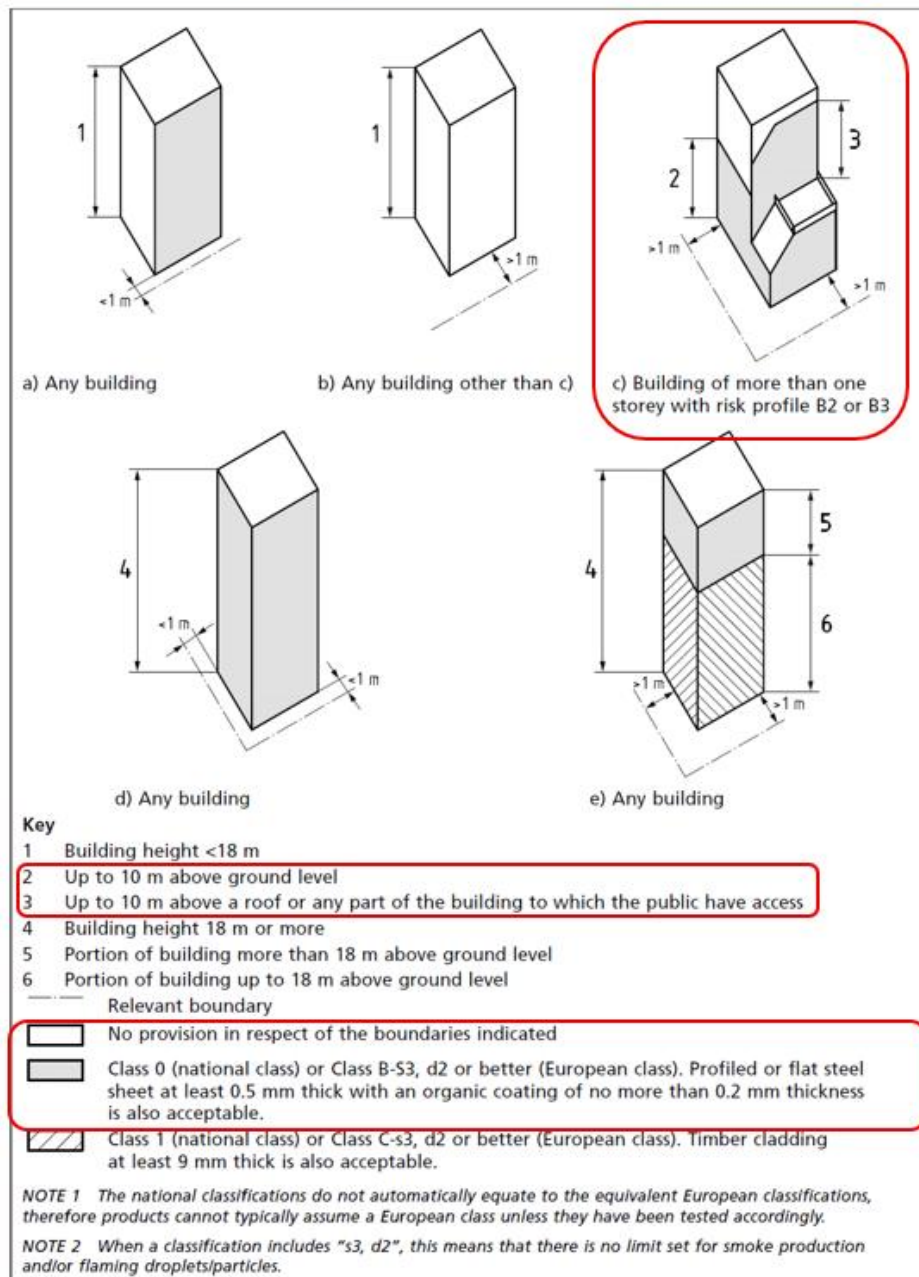 1
<1 m
a) Any building
1
>1 m
b) Any building other than c)
2
3
>1 m
>1 m
c) Building of more than one
storey with risk profile B2 or B3
4
<1 m
<1 m
d) Any building
4
5
6
>1 m
>1 m
e) Any building
Key
1 Building height <18 m
2 Up to 10 m above ground level
3 Up to 10 m above a roof or any part of the building to which the public have access
4 Building height 18 m or more
5 Portion of building more than 18 m above ground level
6 Portion of building up to 18 m above ground level
Relevant boundary
No provision in respect of the boundaries indicated
Class 0 (national class) or Class B-S3, d2 or better (European class). Profiled or flat steel
sheet at least 0.5 mm thick with an organic coating of no more than 0.2 mm thickness
is also acceptable.
Class 1 (national class) or Class C-s3, d2 or better (European class). Timber cladding
at least 9 mm thick is also acceptable.
NOTE 1 The national classifications do not automatically equate to the equivalent European classifications,
therefore products cannot typically assume a European class unless they have been tested accordingly.
NOTE 2 When a classification includes "s3, d2", this means that there is no limit set for smoke production
and/or flaming droplets/particles.